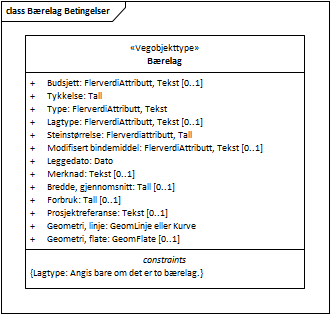 class Bærelag Betingelser
«Vegobjekttype»
Bærelag
+ Budsjett: FlerverdiAttributt, Tekst [0..1]
+ Tykkelse: Tall
+ Type: FlerverdiAttributt, Tekst
+ Lagtype: FlerverdiAttributt, Tekst [0..1]
+ Steinstørrelse: Flerverdiattributt, Tall
+ Modifisert bindemiddel: FlerverdiAttributt, Tekst [0..1]
+ Leggedato: Dato
+ Merknad: Tekst [0..1]
+ Bredde, gjennomsnitt: Tall [0..1]
+ Forbruk: Tall [0..1]
+ Prosjektreferanse: Tekst [0..1]
+ Geometri, linje: GeomLinje eller Kurve
+ Geometri, flate: GeomFlate [0..1]
constraints
{Lagtype: Angis bare om det er to bærelag.}